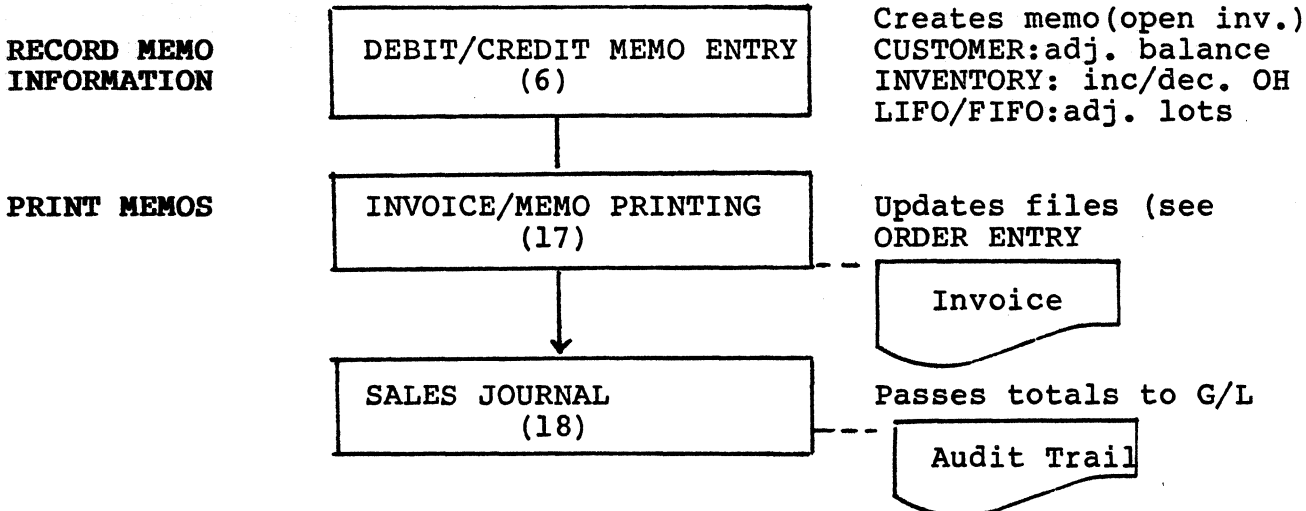 RECORD MEMO
INFORMATION
DEBIT/CREDIT MEMO ENTRY
(6)
Creates memo(open inv.)
CUSTOMER:adj. balance
INVENTORY: inc/dec. OH
LIFO/FIFO:adj. lots
PRINT MEMOS
INVOICE/MEMO PRINTING
(17)
Updates files (see
ORDER ENTRY
Invoice
SALES JOURNAL
(18)
Passes totals to G/L
Audit Trail